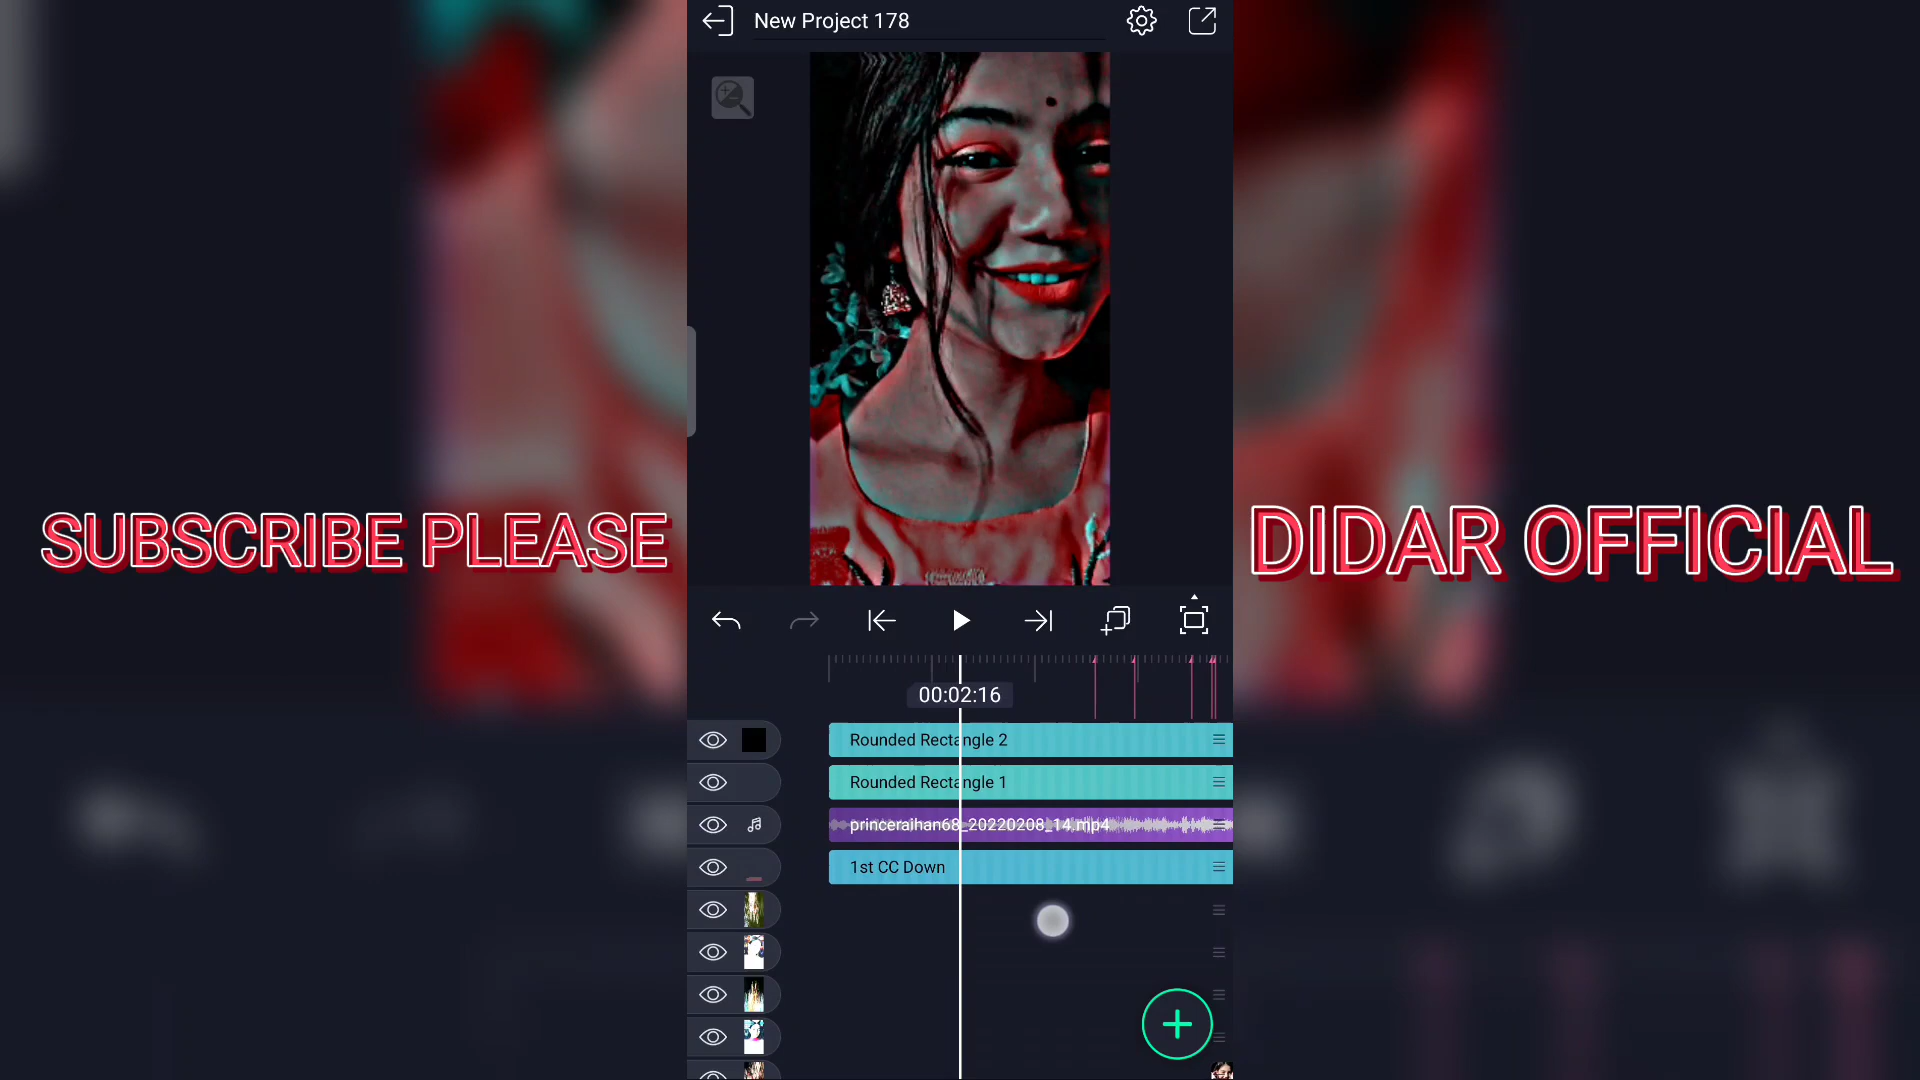 New Project 178
SUBSCRIBE PLEASE
DIDAR OFFICIAL
00:02:16
Rounded Rectangle 2
Rounded Rectangle 1
princeraihan68_20220208_14.mp4
1st CC Down